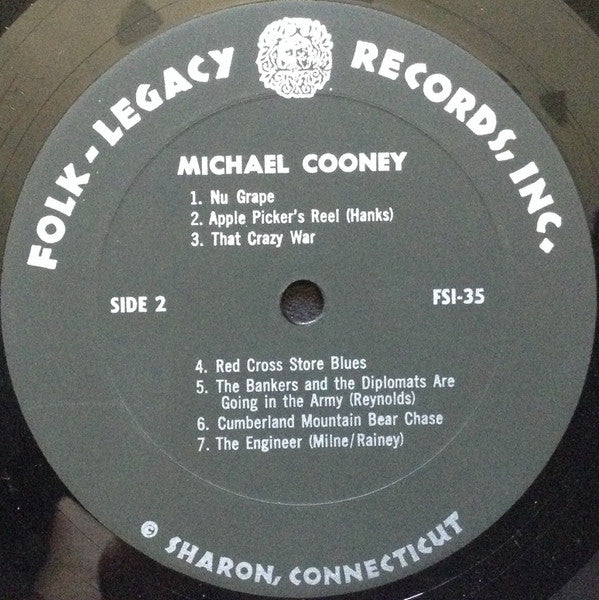 FOLK-LEGACY RECORDS, INC.
MICHAEL COONEY
1. Nu Grape
2. Apple Picker's Reel (Hanks)
3. That Crazy War
SIDE 2
FSI-35
4. Red Cross Store Blues
5. The Bankers and the Diplomats Are
Going in the Army (Reynolds)
6. Cumberland Mountain Bear Chase
7. The Engineer (Milne/Rainey)
© SHARON, CONNECTICUT